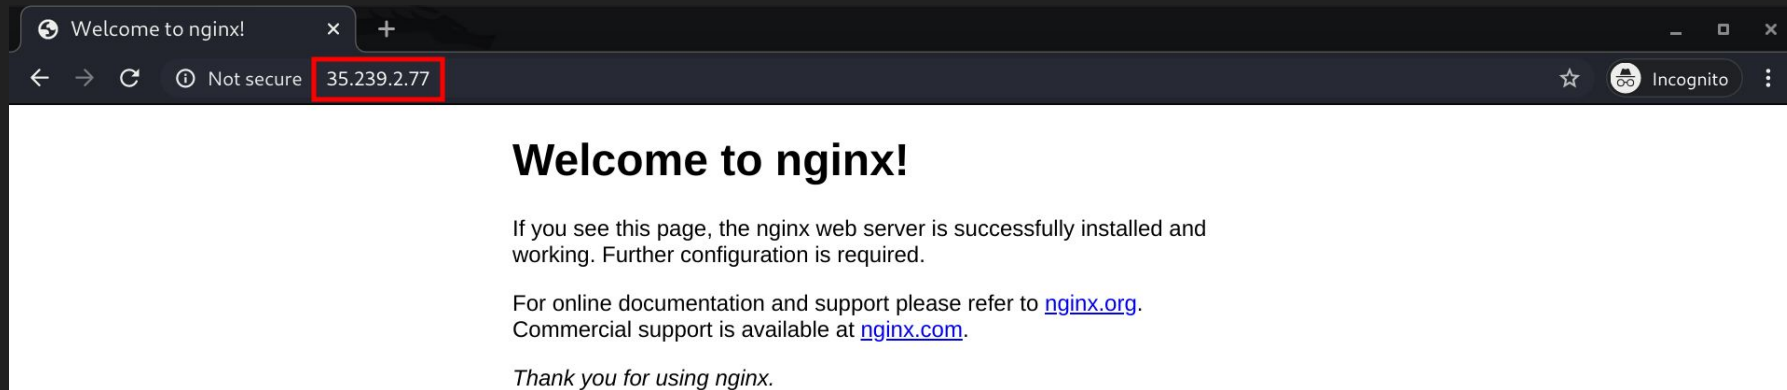 Welcome to nginx!
Not secure 35.239.2.77 Incognito
Welcome to nginx!
If you see this page, the nginx web server is successfully installed and
working. Further configuration is required.
For online documentation and support please refer to nginx.org.
Commercial support is available at nginx.com.
Thank you for using nginx.